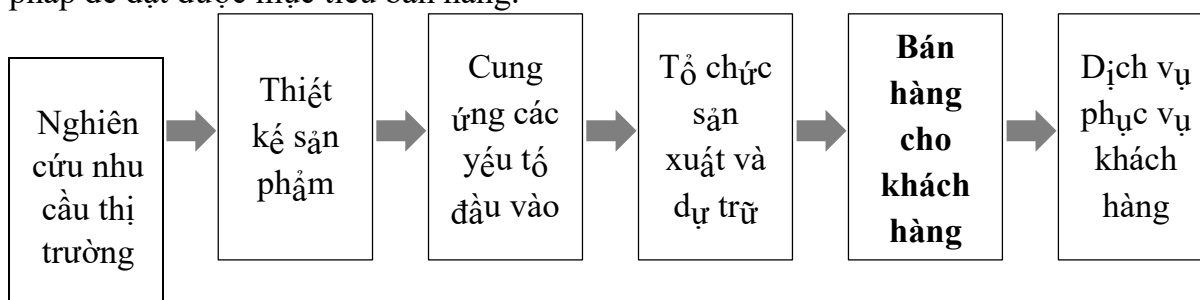 pháp để đạt được mục tiêu bán hàng.
Nghiên
cứu nhu
cầu thị
trường
Thiết
kế sản
phẩm
Cung
ứng các
yếu tố
đầu vào
Tổ chức
sản
xuất và
dự trữ
Bán
hàng
cho
khách
hàng
Dịch vụ
phục vụ
khách
hàng